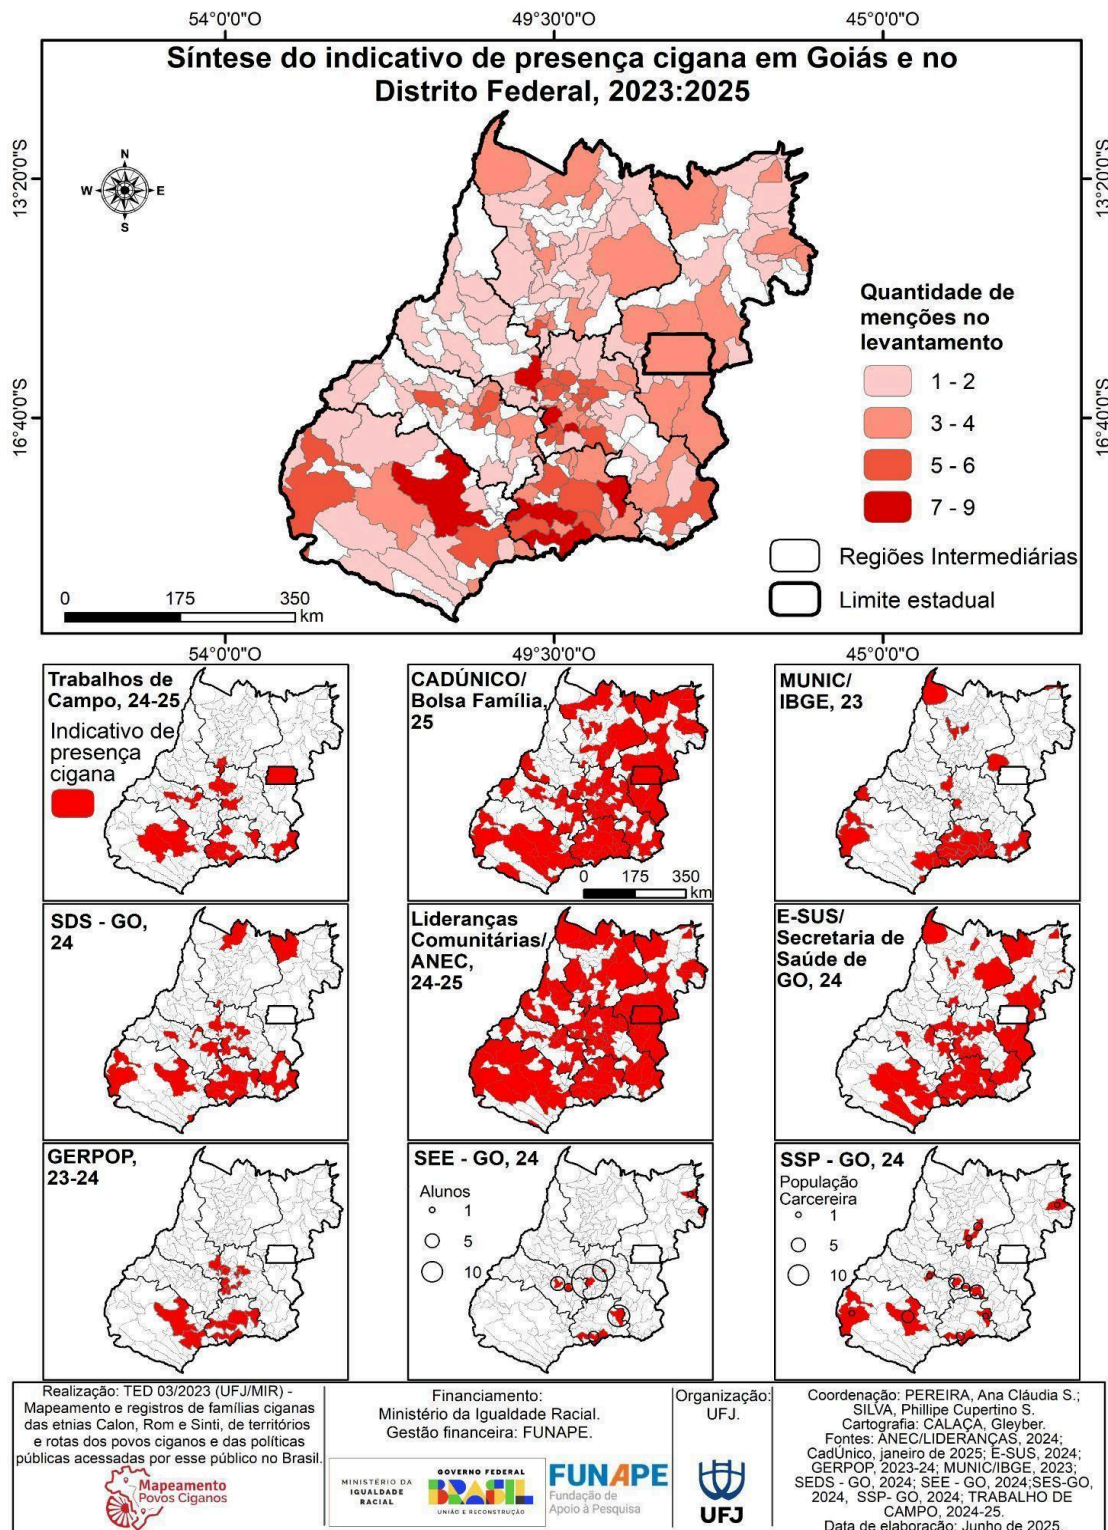 54°0'0"O
49°30'0"O
45°0'0"O
Síntese do indicativo de presença cigana em Goiás e no
Distrito Federal, 2023:2025
13°20'0"S
13°20'0"S
N
W
E
S
Quantidade de
menções no
levantamento
1 - 2
3 - 4
5 - 6
7 - 9
16°40'0"S
16°40'0"S
Regiões Intermediárias
Limite estadual
0
175
350
km
54°0'0"O
49°30'0"O
45°0'0"O
Trabalhos de
Campo, 24-25
Indicativo de
presença
cigana
CADÚNICO/
Bolsa Família,
25
0
175
350
km
MUNIC/
IBGE, 23
SDS - GO,
24
Lideranças
Comunitárias/
ANEC,
24-25
E-SUS/
Secretaria de
Saúde de
GO, 24
GERPOP,
23-24
SEE - GO, 24
Alunos
1
5
10
SSP - GO, 24
População
Carcereira
1
5
10
Realização: TED 03/2023 (UFJ/MIR) -
Mapeamento e registros de famílias ciganas
das etnias Calon, Rom e Sinti, de territórios
e rotas dos povos ciganos e das políticas
públicas acessadas por esse público no Brasil.
Mapeamento
Povos Ciganos
Financiamento:
Ministério da Igualdade Racial.
Gestão financeira: FUNAPE.
MINISTÉRIO DA
IGUALDADE
RACIAL
GOVERNO FEDERAL
BRASIL
UNIÃO E RECONSTRUÇÃO
FUNAPE
Fundação de
Apoio à Pesquisa
Organização:
UFJ.
UFJ
Coordenação: PEREIRA, Ana Cláudia S.;
SILVA, Phillipe Cupertino S.
Cartografia: CALAÇA, Gleyber.
Fontes: ANEC/LIDERANÇAS, 2024;
CadÚnico, janeiro de 2025; E-SUS, 2024;
GERPOP, 2023-24; MUNIC/IBGE, 2023;
SEDS - GO, 2024; SEE - GO, 2024;SES-GO,
2024, SSP- GO, 2024; TRABALHO DE
CAMPO, 2024-25.
Data de elaboração: Junho de 2025.